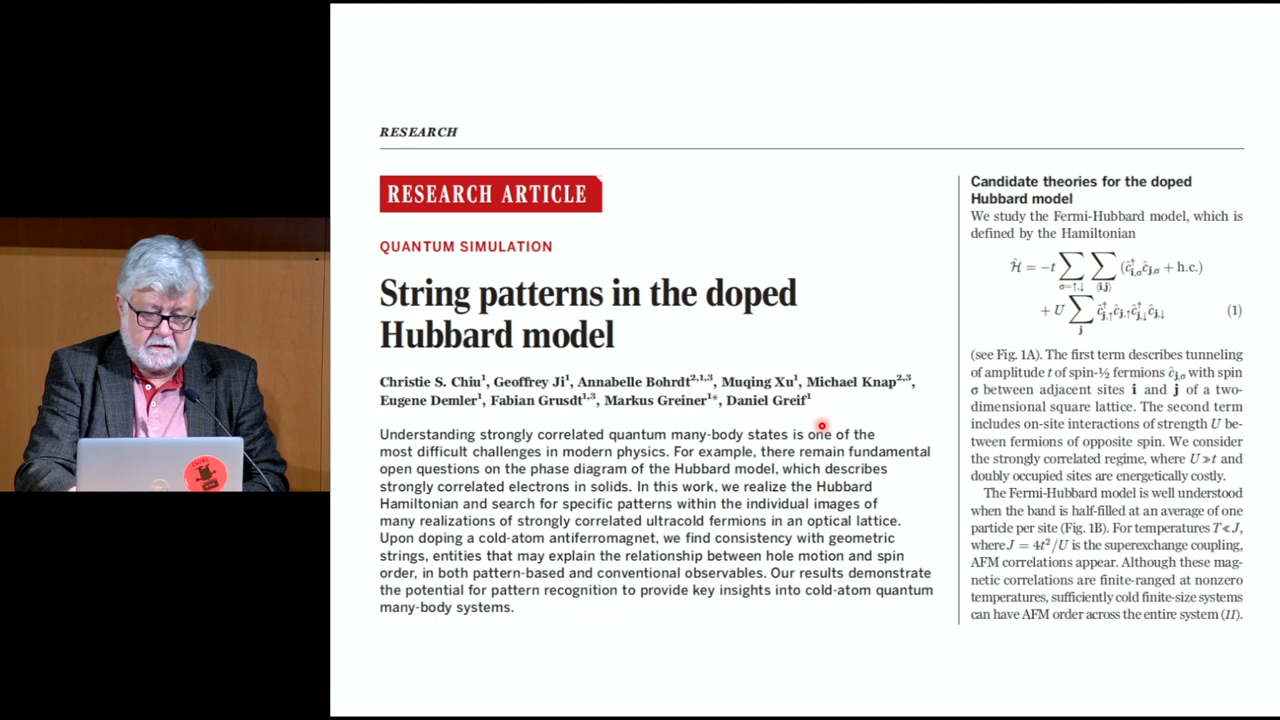 RESEARCH
RESEARCH ARTICLE
QUANTUM SIMULATION
String patterns in the doped
Hubbard model
Christie S. Chiu¹, Geoffrey Ji¹, Annabelle Bohrdt²,¹,³, Muqing Xu¹, Michael Knap²,³,
Eugene Demler¹, Fabian Grusdt¹,³, Markus Greiner¹*, Daniel Greif¹
Understanding strongly correlated quantum many-body states is one of the
most difficult challenges in modern physics. For example, there remain fundamental
open questions on the phase diagram of the Hubbard model, which describes
strongly correlated electrons in solids. In this work, we realize the Hubbard
Hamiltonian and search for specific patterns within the individual images of
many realizations of strongly correlated ultracold fermions in an optical lattice.
Upon doping a cold-atom antiferromagnet, we find consistency with geometric
strings, entities that may explain the relationship between hole motion and spin
order, in both pattern-based and conventional observables. Our results demonstrate
the potential for pattern recognition to provide key insights into cold-atom quantum
many-body systems.
Candidate theories for the doped
Hubbard model
We study the Fermi-Hubbard model, which is
defined by the Hamiltonian
Ĥ = −t ∑_{σ=↑,↓} ∑_{⟨i,j⟩} (ĉ†_{i,σ} ĉ_{j,σ} + h.c.)
+ U ∑_j ĉ†_{j,↑} ĉ_{j,↑} ĉ†_{j,↓} ĉ_{j,↓} (1)
(see Fig. 1A). The first term describes tunneling
of amplitude t of spin-½ fermions ĉ_{j,σ} with spin
σ between adjacent sites i and j of a two-
dimensional square lattice. The second term
includes on-site interactions of strength U be-
tween fermions of opposite spin. We consider
the strongly correlated regime, where U ≫ t and
doubly occupied sites are energetically costly.
The Fermi-Hubbard model is well understood
when the band is half-filled at an average of one
particle per site (Fig. 1B). For temperatures T ≪ J,
where J = 4t²/U is the superexchange coupling,
AFM correlations appear. Although these mag-
netic correlations are finite-ranged at nonzero
temperatures, sufficiently cold finite-size systems
can have AFM order across the entire system (11).